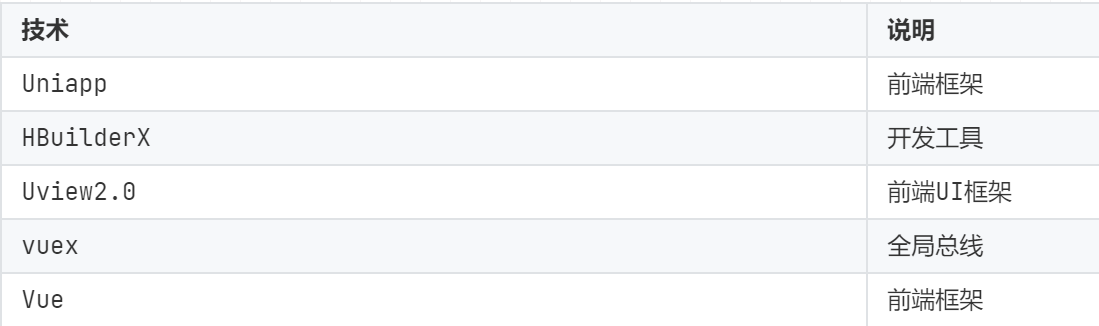 技术 说明
Uniapp 前端框架
HBuilderX 开发工具
Uview2.0 前端UI框架
vuex 全局总线
Vue 前端框架